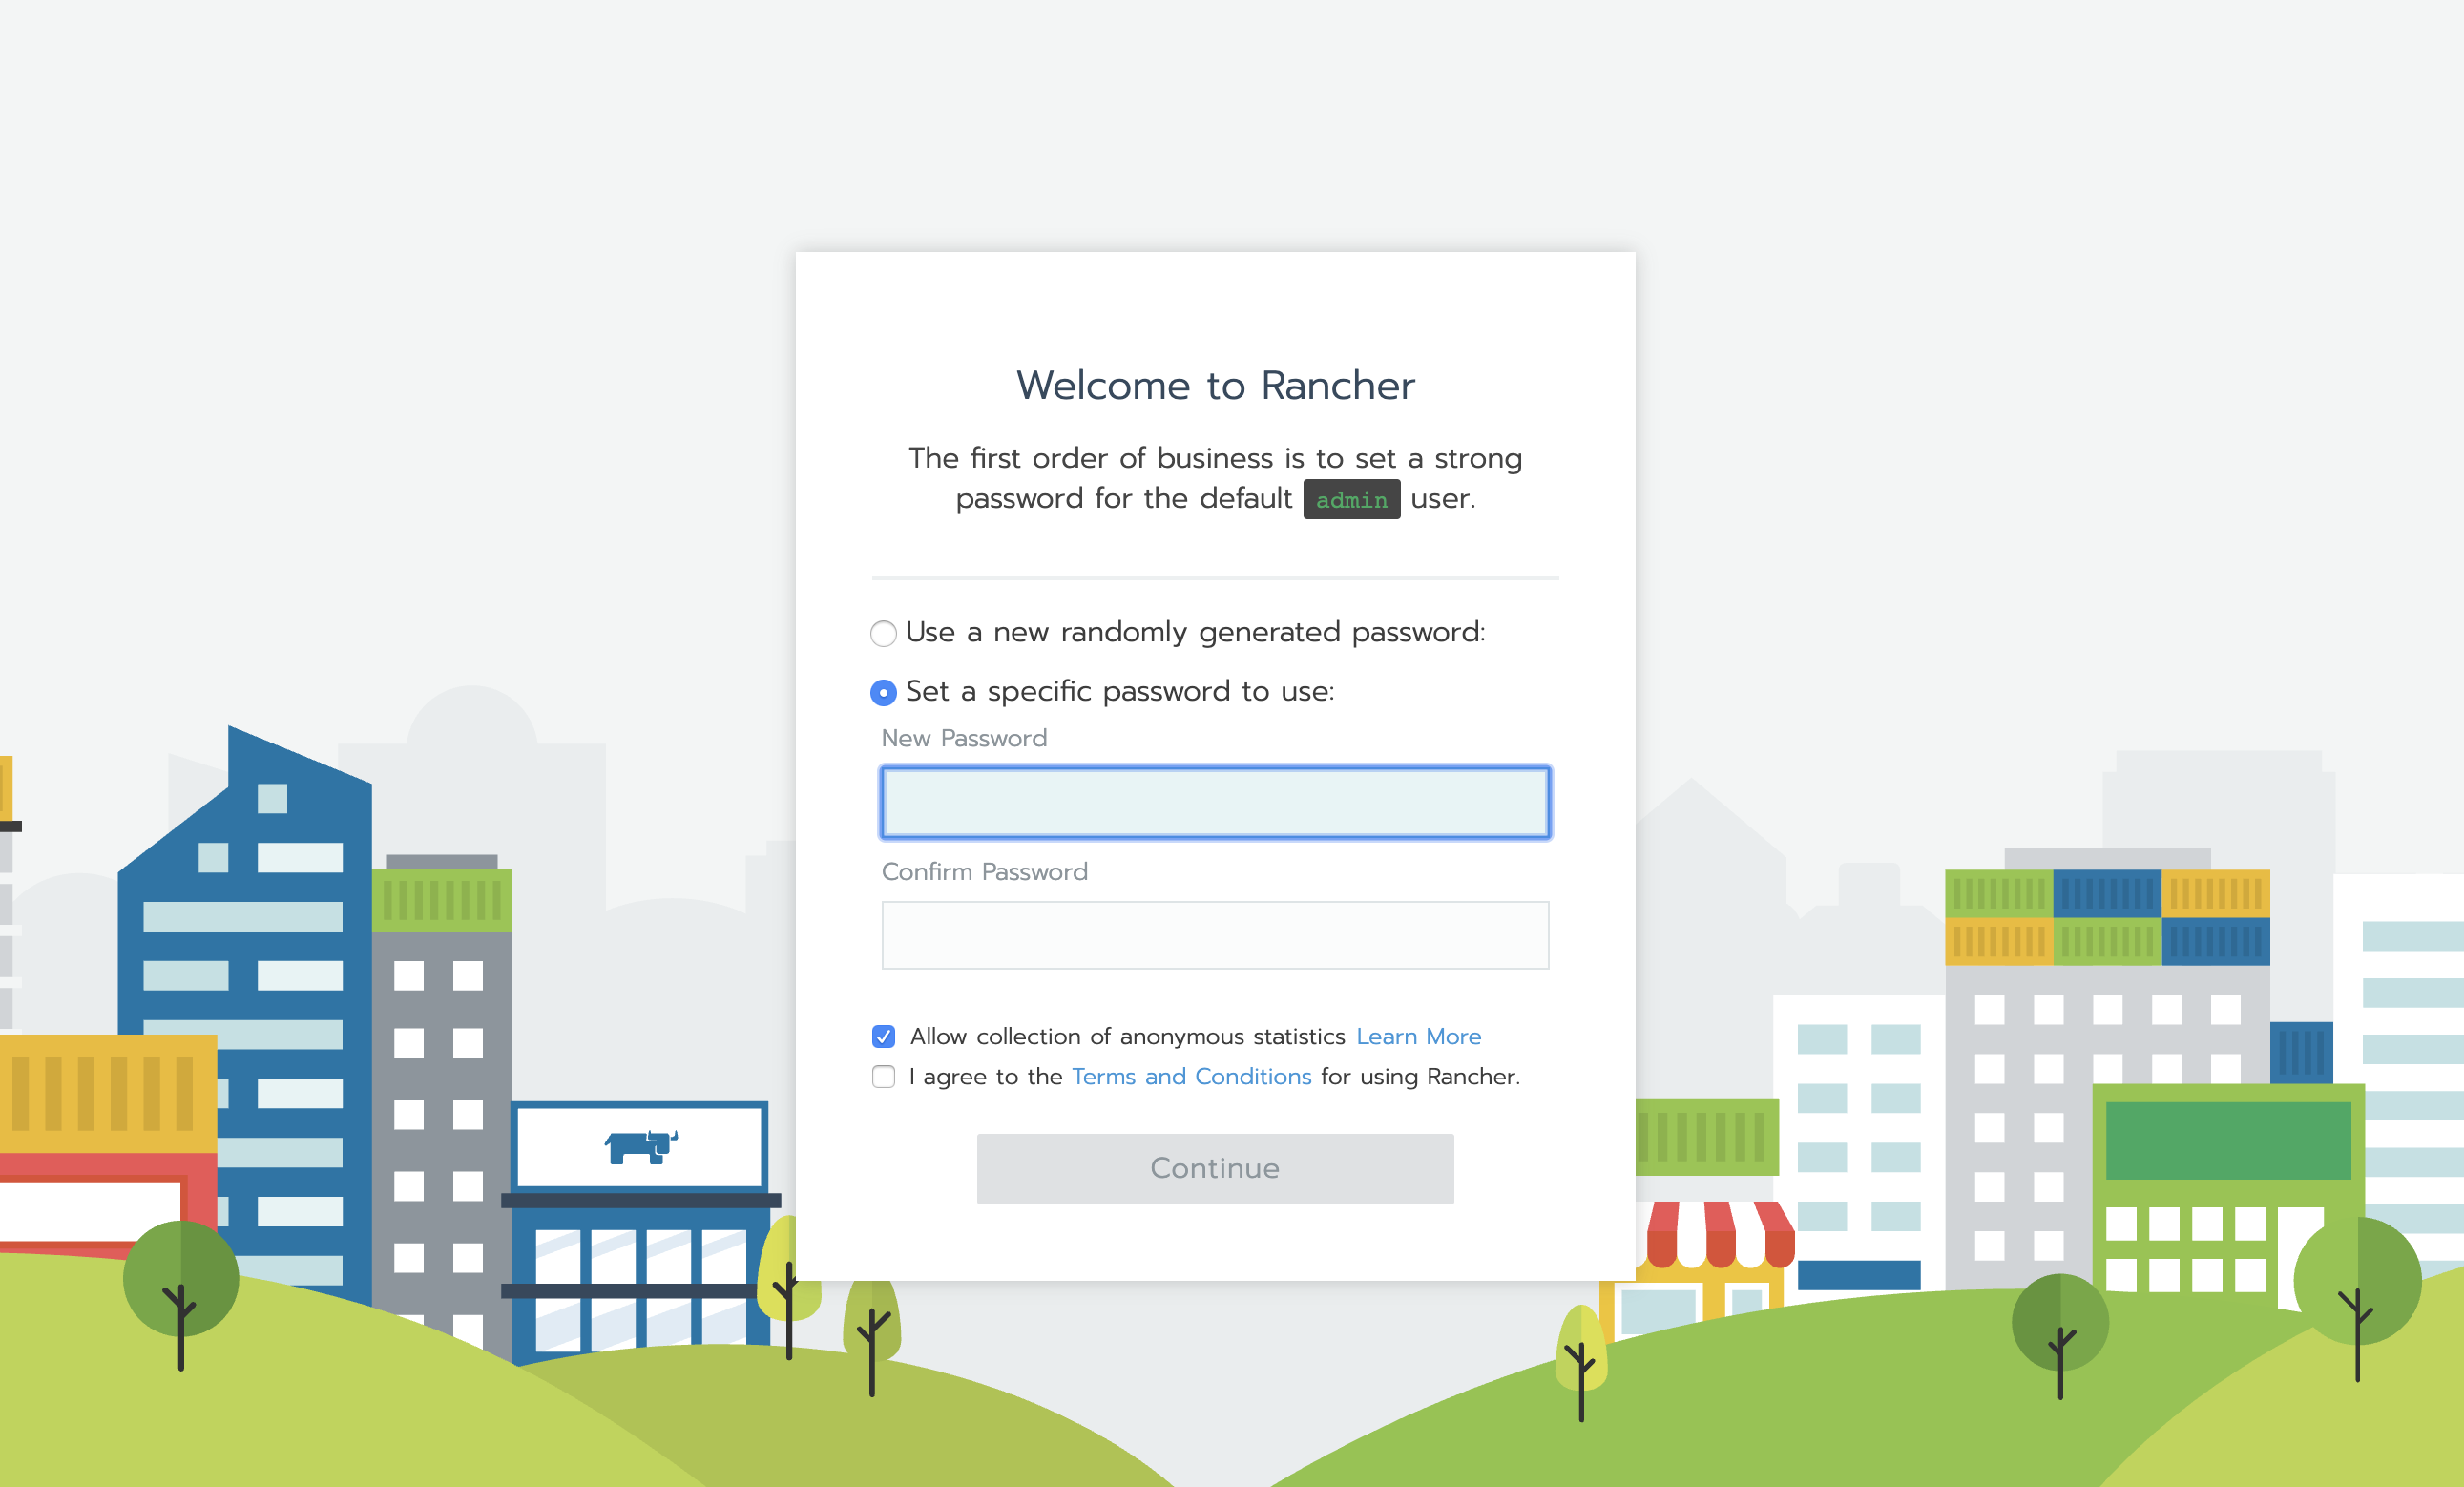 Welcome to Rancher
The first order of business is to set a strong
password for the default admin user.
Use a new randomly generated password:
Set a specific password to use:
New Password
Confirm Password
Allow collection of anonymous statistics Learn More
I agree to the Terms and Conditions for using Rancher.
Continue